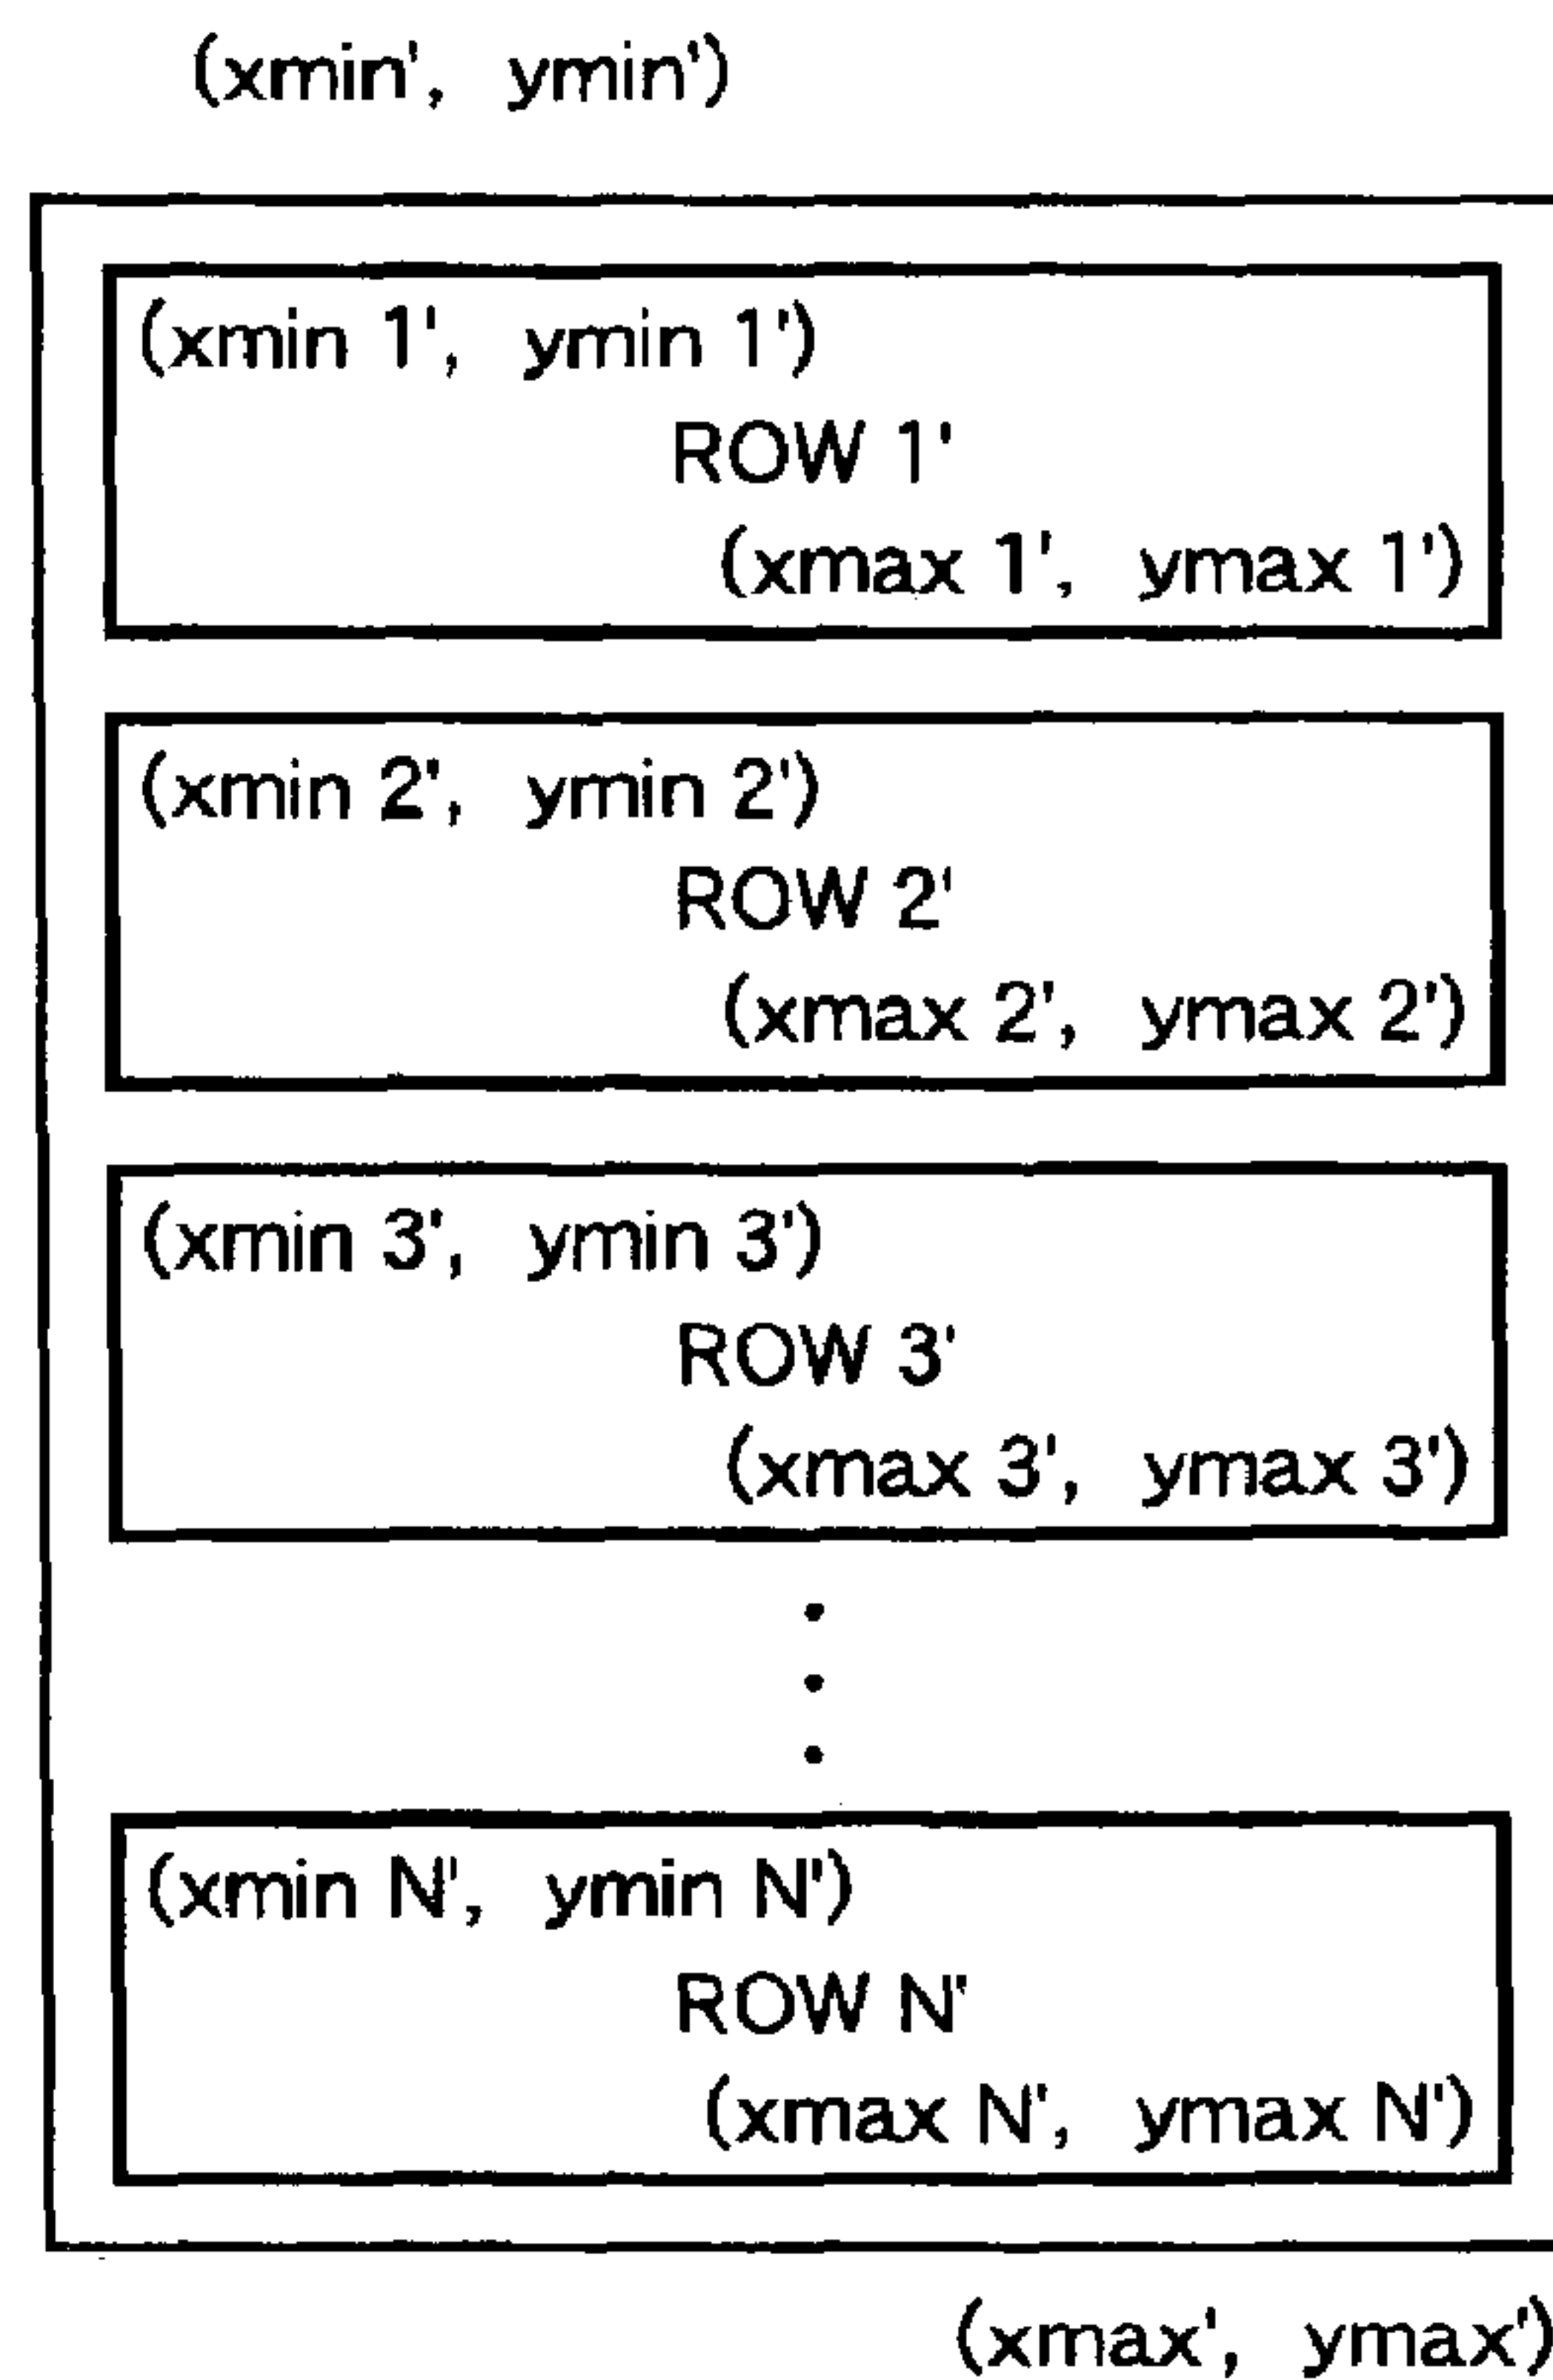 (xmin', ymin')
(xmin 1', ymin 1')
ROW 1'
(xmax 1', ymax 1')
(xmin 2', ymin 2')
ROW 2'
(xmax 2', ymax 2')
(xmin 3', ymin 3')
ROW 3'
(xmax 3', ymax 3')
(xmin N', ymin N')
ROW N'
(xmax N', ymax N')
(xmax', ymax')